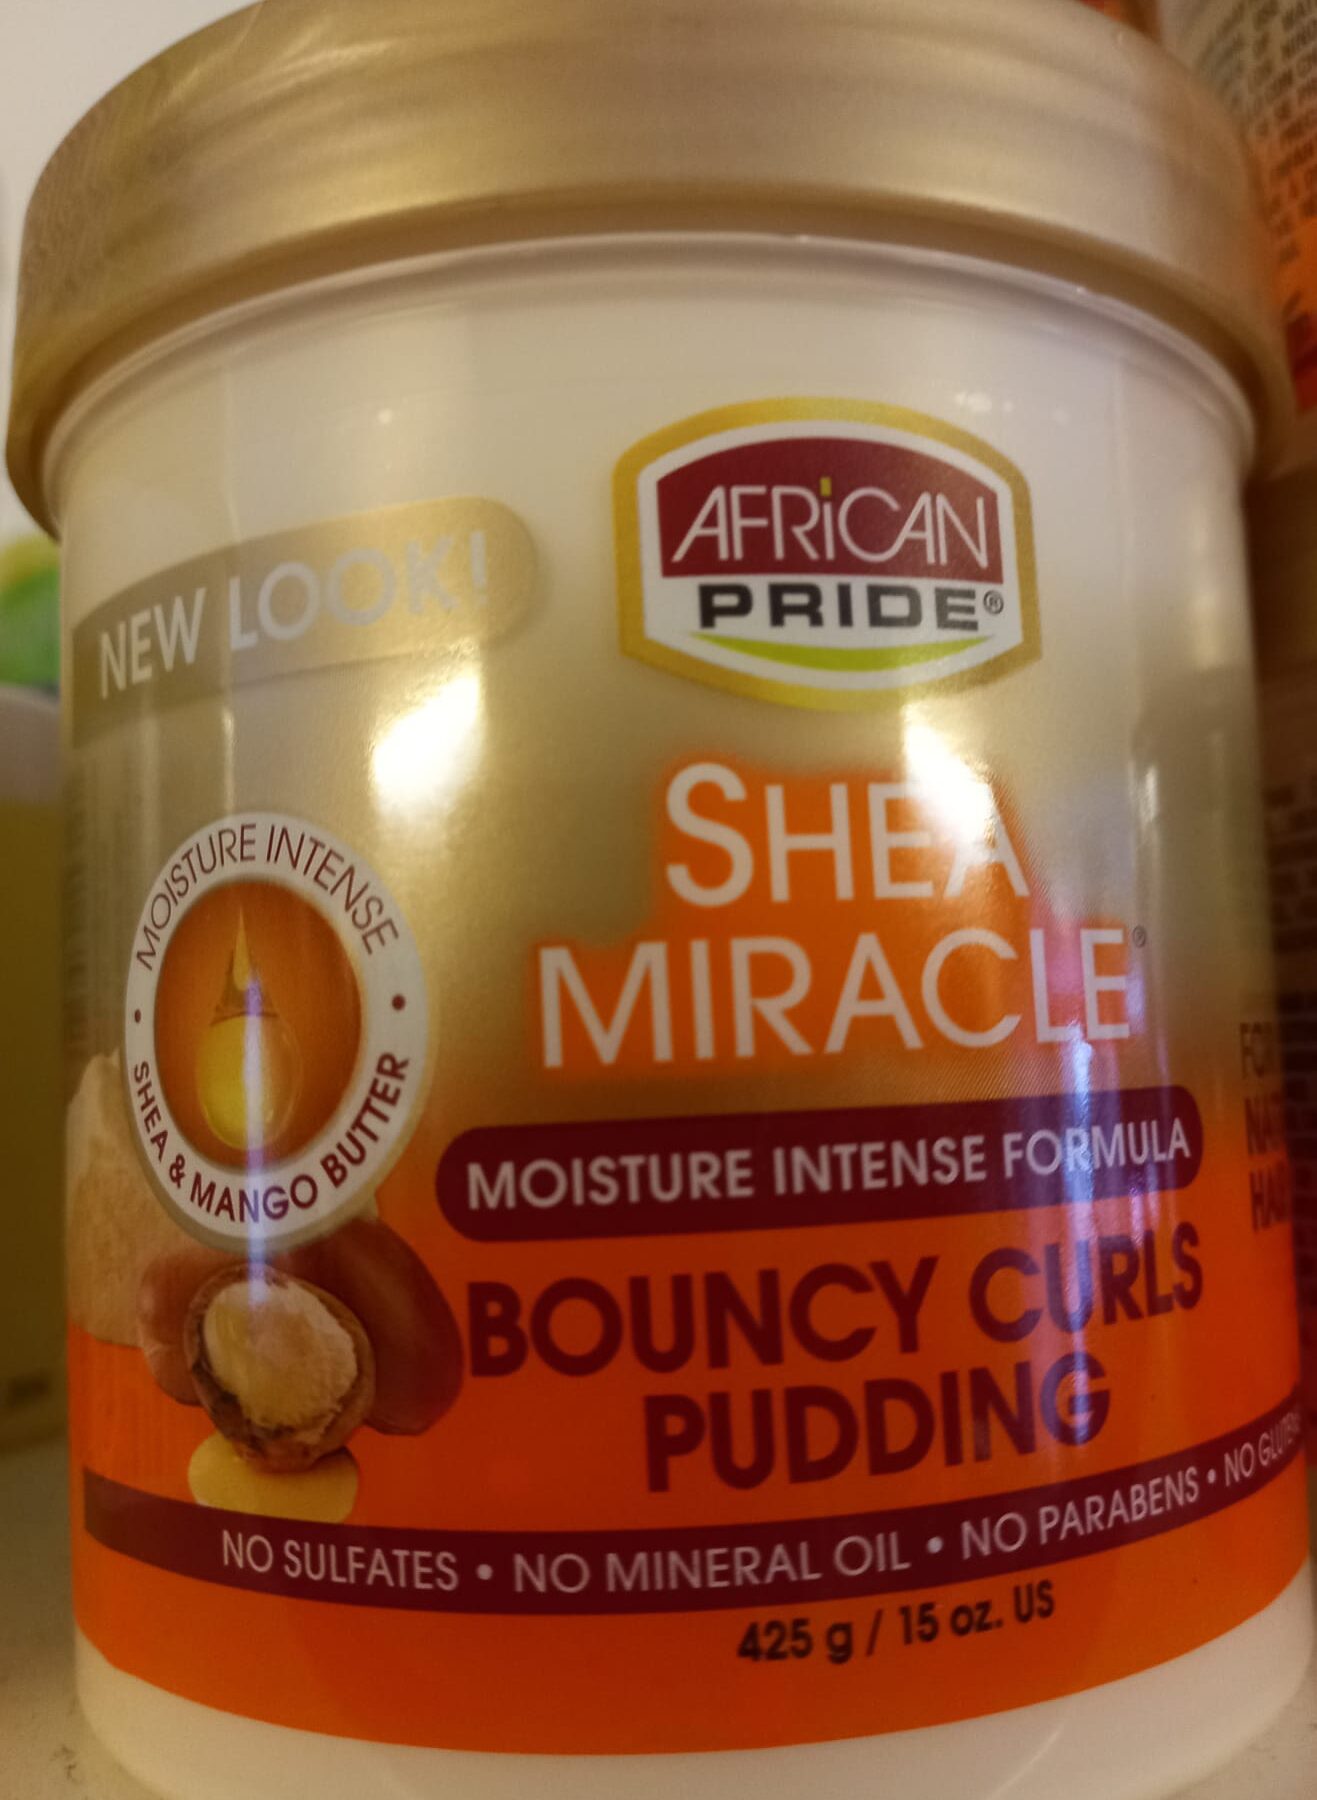 NEW LOOK!
AFRiCAN
PRIDE®
SHEA
MIRACLE®
MOISTURE INTENSE
SHEA & MANGO BUTTER
MOISTURE INTENSE FORMULA
BOUNCY CURLS
PUDDING
NO SULFATES • NO MINERAL OIL • NO PARABENS • NO
425 g / 15 oz. US